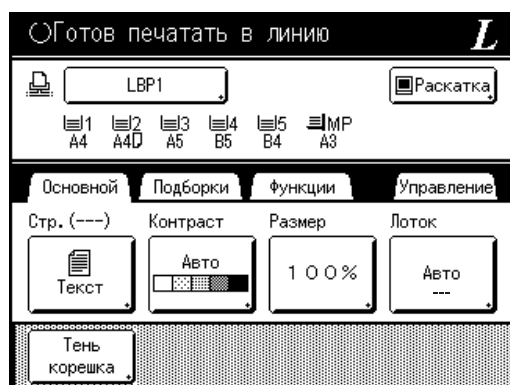 Готов печатать в линию L
LBP1 Раскатка
1 2 3 4 5 MP
A4 A4 A5 B5 B4 A3
Основной Подборки Функции Управление
Стр.(---) Контраст Размер Лоток
Текст Авто 100% Авто
---
Тень
корешка